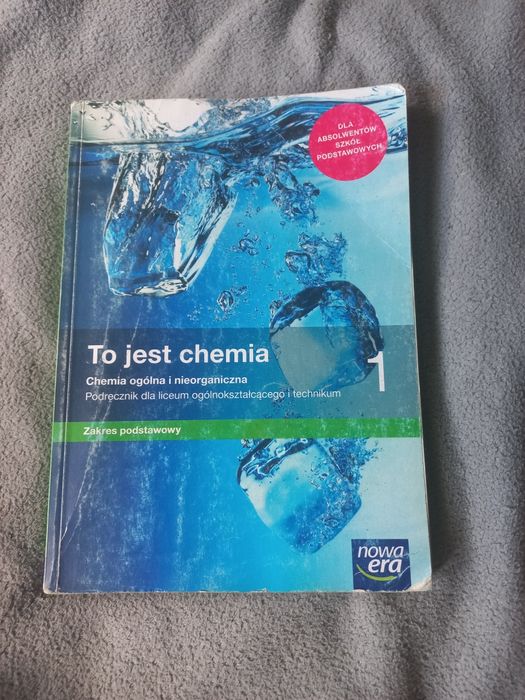 DLA
ABSOLWENTÓW
SZKÓŁ
PODSTAWOWYCH
To jest chemia
1
Chemia ogólna i nieorganiczna
Podręcznik dla liceum ogólnokształcącego i technikum
Zakres podstawowy
nowa
era